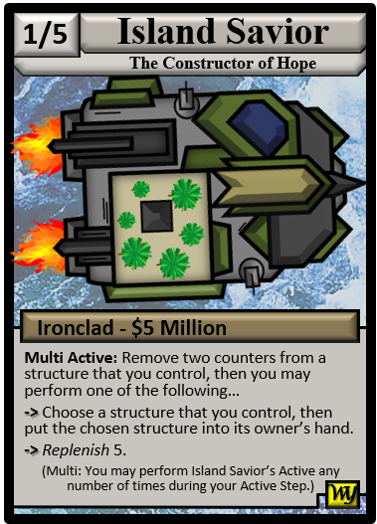 1/5
Island Savior
The Constructor of Hope
Ironclad - $5 Million
Multi Active: Remove two counters from a
structure that you control, then you may
perform one of the following...
-> Choose a structure that you control, then
put the chosen structure into its owner's hand.
-> Replenish 5.
(Multi: You may perform Island Savior's Active any
number of times during your Active Step.)
WY